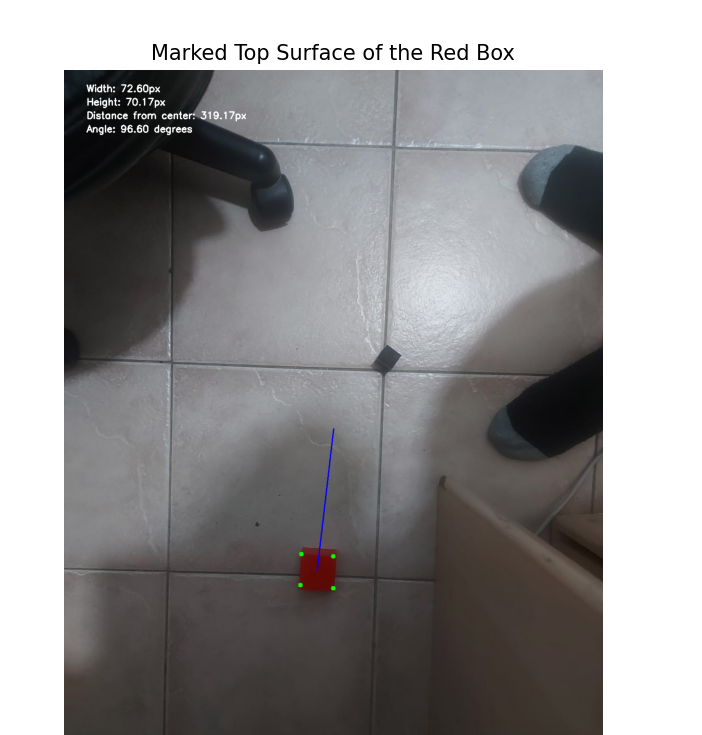 Marked Top Surface of the Red Box
Width: 72.60px
Height: 70.17px
Distance from center: 319.17px
Angle: 96.60 degrees